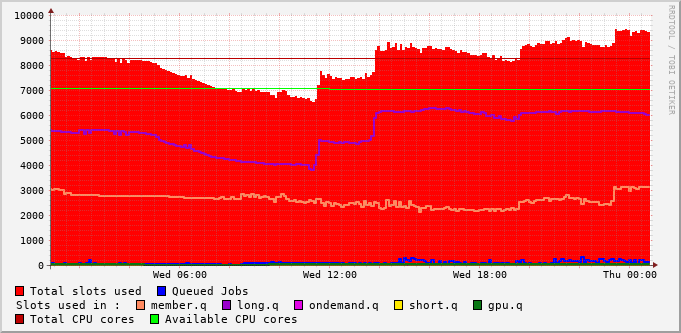 10000
9000
8000
7000
6000
5000
4000
3000
2000
1000
0
Wed 06:00 Wed 12:00 Wed 18:00 Thu 00:00
RRDTOOL / TOBI OETIKER
Total slots used Queued Jobs
Slots used in : member.q long.q ondemand.q short.q gpu.q
Total CPU cores Available CPU cores